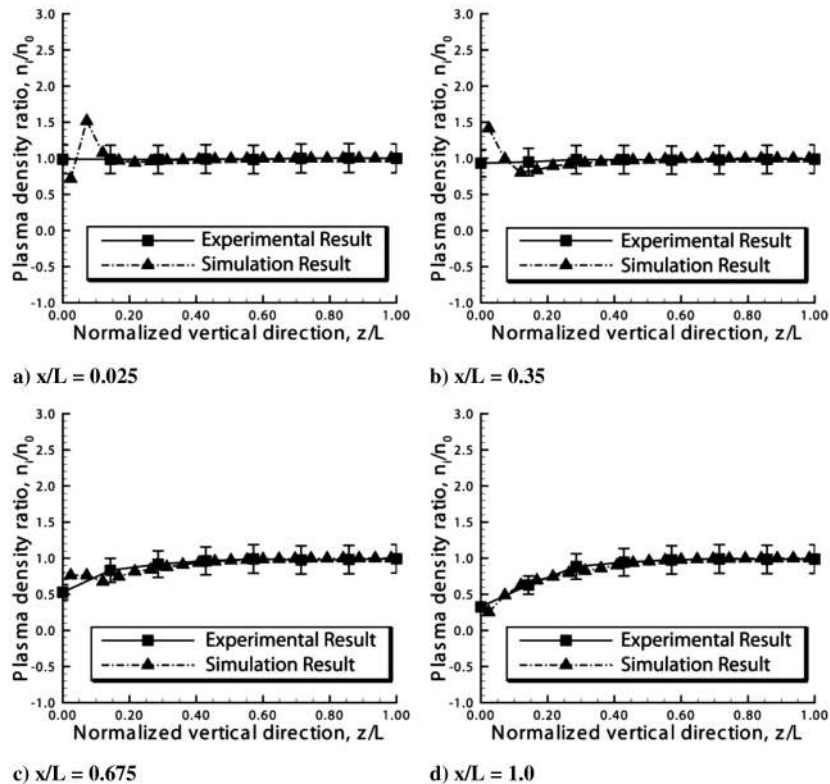 3.0
2.5
2.0
1.5
1.0
0.5
0.0
-0.5
-1.0
Plasma density ratio, ni/n0
Experimental Result
Simulation Result
0.00 0.20 0.40 0.60 0.80 1.00
Normalized vertical direction, z/L
a) x/L = 0.025
3.0
2.5
2.0
1.5
1.0
0.5
0.0
-0.5
-1.0
Plasma density ratio, ni/n0
Experimental Result
Simulation Result
0.00 0.20 0.40 0.60 0.80 1.00
Normalized vertical direction, z/L
b) x/L = 0.35
3.0
2.5
2.0
1.5
1.0
0.5
0.0
-0.5
-1.0
Plasma density ratio, ni/n0
Experimental Result
Simulation Result
0.00 0.20 0.40 0.60 0.80 1.00
Normalized vertical direction, z/L
c) x/L = 0.675
3.0
2.5
2.0
1.5
1.0
0.5
0.0
-0.5
-1.0
Plasma density ratio, ni/n0
Experimental Result
Simulation Result
0.00 0.20 0.40 0.60 0.80 1.00
Normalized vertical direction, z/L
d) x/L = 1.0